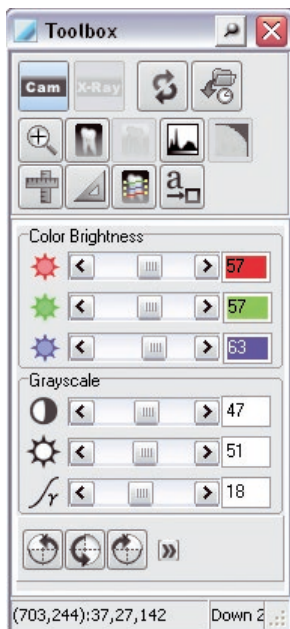 Toolbox
Cam X-Ray
a
Color Brightness
57
57
63
Grayscale
47
51
γ 18
(703,244):37,27,142 Down 2